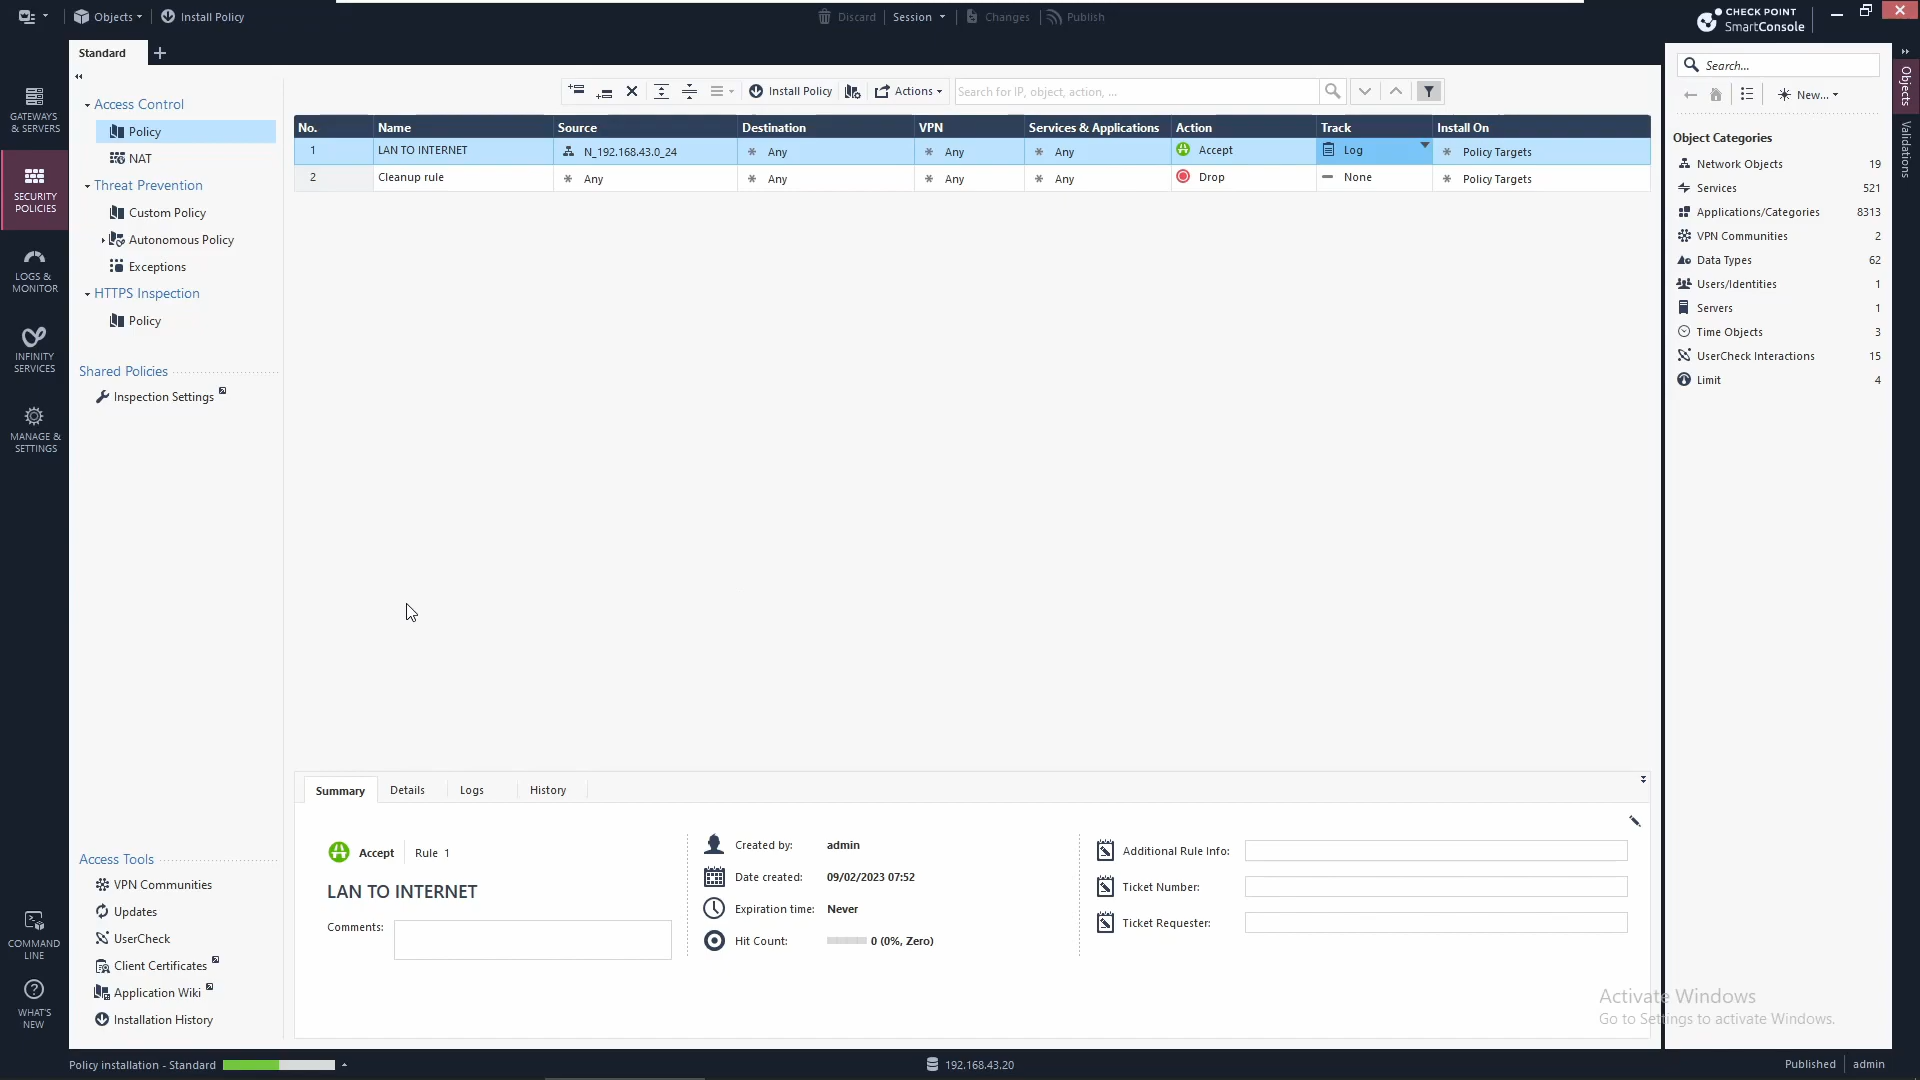 Objects
Install Policy
Discard
Session
Changes
Publish
CHECK POINT
SmartConsole
Standard
GATEWAYS
& SERVERS
SECURITY
POLICIES
LOGS &
MONITOR
INFINITY
SERVICES
MANAGE &
SETTINGS
COMMAND
LINE
WHAT'S
NEW
Access Control
Policy
NAT
Threat Prevention
Custom Policy
Autonomous Policy
Exceptions
HTTPS Inspection
Policy
Shared Policies
Inspection Settings
Access Tools
VPN Communities
Updates
UserCheck
Client Certificates
Application Wiki
Installation History
Install Policy
Actions
Search for IP, object, action, ...
No. Name Source Destination VPN Services & Applications Action Track Install On
1 LAN TO INTERNET N_192.168.43.0_24 * Any * Any * Any Accept Log * Policy Targets
2 Cleanup rule * Any * Any * Any * Any Drop None * Policy Targets
Summary
Details
Logs
History
Accept
Rule 1
LAN TO INTERNET
Comments:
Created by: admin
Date created: 09/02/2023 07:52
Expiration time: Never
Hit Count: 0 (0%, Zero)
Additional Rule Info:
Ticket Number:
Ticket Requester:
Search...
New...
Object Categories
Network Objects 19
Services 521
Applications/Categories 8313
VPN Communities 2
Data Types 62
Users/Identities 1
Servers 1
Time Objects 3
UserCheck Interactions 15
Limit 4
Objects
Validations
Activate Windows
Go to Settings to activate Windows.
Policy installation - Standard
192.168.43.20
Published
admin